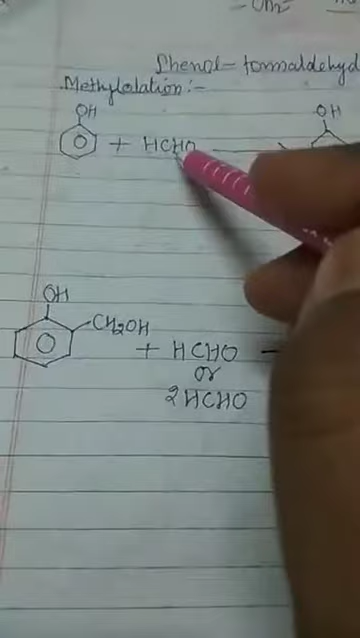 Phenol - formaldehyd
Methylolation :-
OH OH
+ HCHO
OH
CH2OH
+ HCHO
or
2HCHO